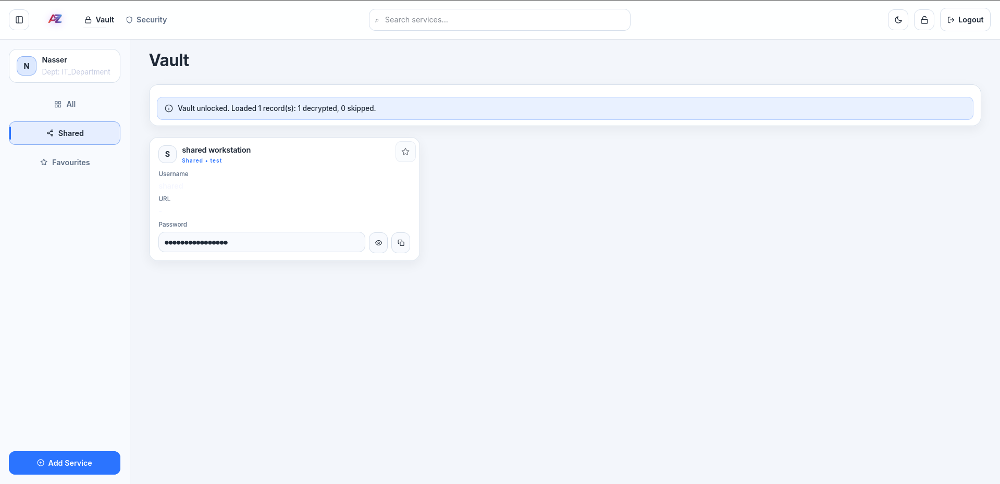 AZ
Vault
Security
Search services...
Logout
N
Nasser
Dept: IT_Department
All
Shared
Favourites
Add Service
Vault
Vault unlocked. Loaded 1 record(s): 1 decrypted, 0 skipped.
S
shared workstation
Shared • test
Username
shared
URL
-
Password
●●●●●●●●●●●●●●●●